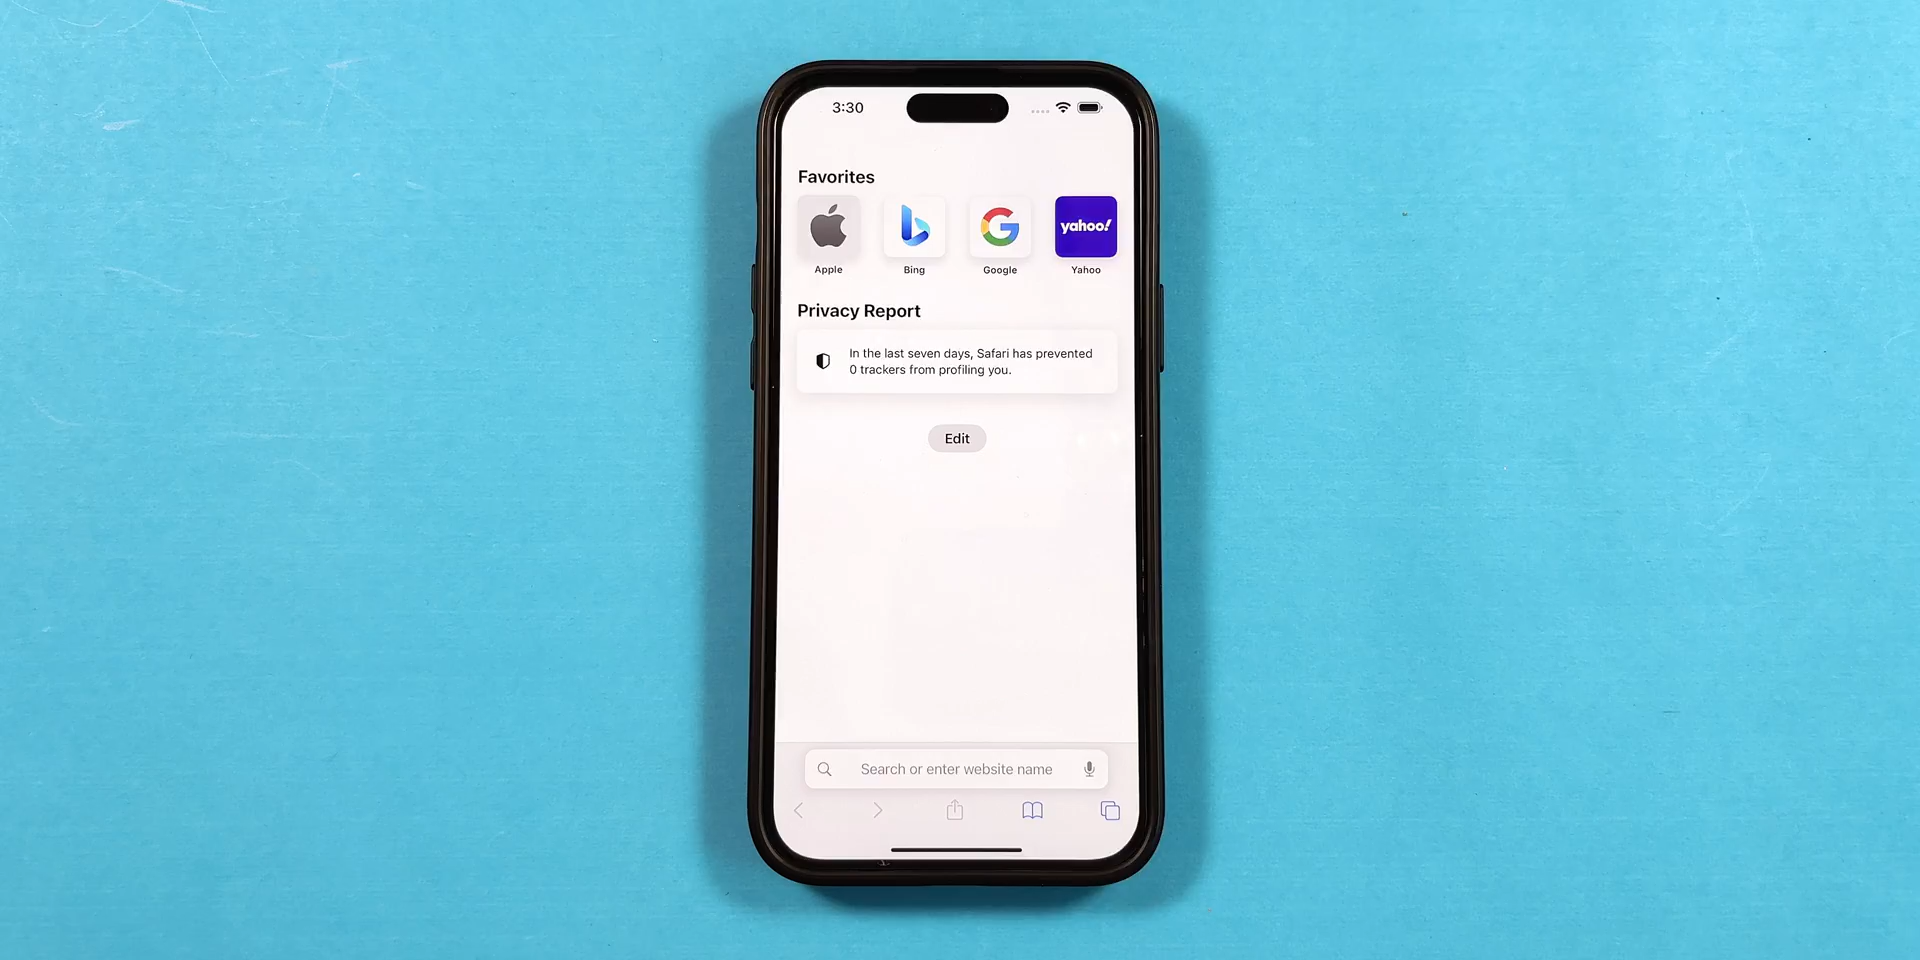 3:30
Favorites
yahoo!
Apple
Bing
Google
Yahoo
Privacy Report
In the last seven days, Safari has prevented
0 trackers from profiling you.
Edit
Search or enter website name